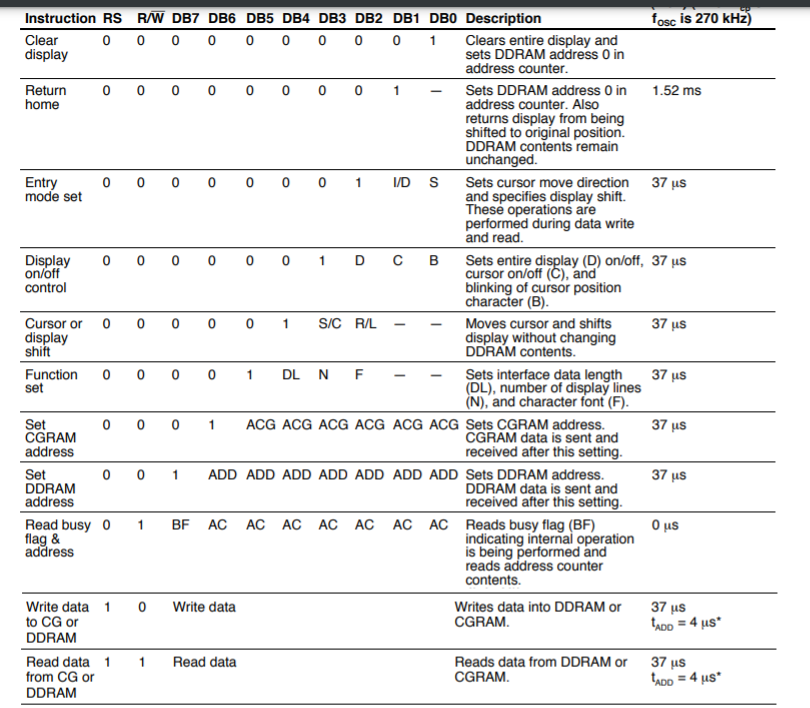 Instruction RS R/W DB7 DB6 DB5 DB4 DB3 DB2 DB1 DB0 Description fosc is 270 kHz)
Clear 0 0 0 0 0 0 0 0 0 1 Clears entire display and
display sets DDRAM address 0 in
address counter.
Return 0 0 0 0 0 0 0 0 1 — Sets DDRAM address 0 in 1.52 ms
home address counter. Also
returns display from being
shifted to original position.
DDRAM contents remain
unchanged.
Entry 0 0 0 0 0 0 0 1 I/D S Sets cursor move direction 37 µs
mode set and specifies display shift.
These operations are
performed during data write
and read.
Display 0 0 0 0 0 0 1 D C B Sets entire display (D) on/off, 37 µs
on/off cursor on/off (C), and
control blinking of cursor position
character (B).
Cursor or 0 0 0 0 0 1 S/C R/L — — Moves cursor and shifts 37 µs
display display without changing
shift DDRAM contents.
Function 0 0 0 0 1 DL N F — — Sets interface data length 37 µs
set (DL), number of display lines
(N), and character font (F).
Set 0 0 0 1 ACG ACG ACG ACG ACG ACG Sets CGRAM address. 37 µs
CGRAM CGRAM data is sent and
address received after this setting.
Set 0 0 1 ADD ADD ADD ADD ADD ADD ADD Sets DDRAM address. 37 µs
DDRAM DDRAM data is sent and
address received after this setting.
Read busy 0 1 BF AC AC AC AC AC AC AC Reads busy flag (BF) 0 µs
flag & indicating internal operation
address is being performed and
reads address counter
contents.
Write data 1 0 Write data Writes data into DDRAM or 37 µs
to CG or CGRAM. tADD = 4 µs*
DDRAM
Read data 1 1 Read data Reads data from DDRAM or 37 µs
from CG or CGRAM. tADD = 4 µs*
DDRAM